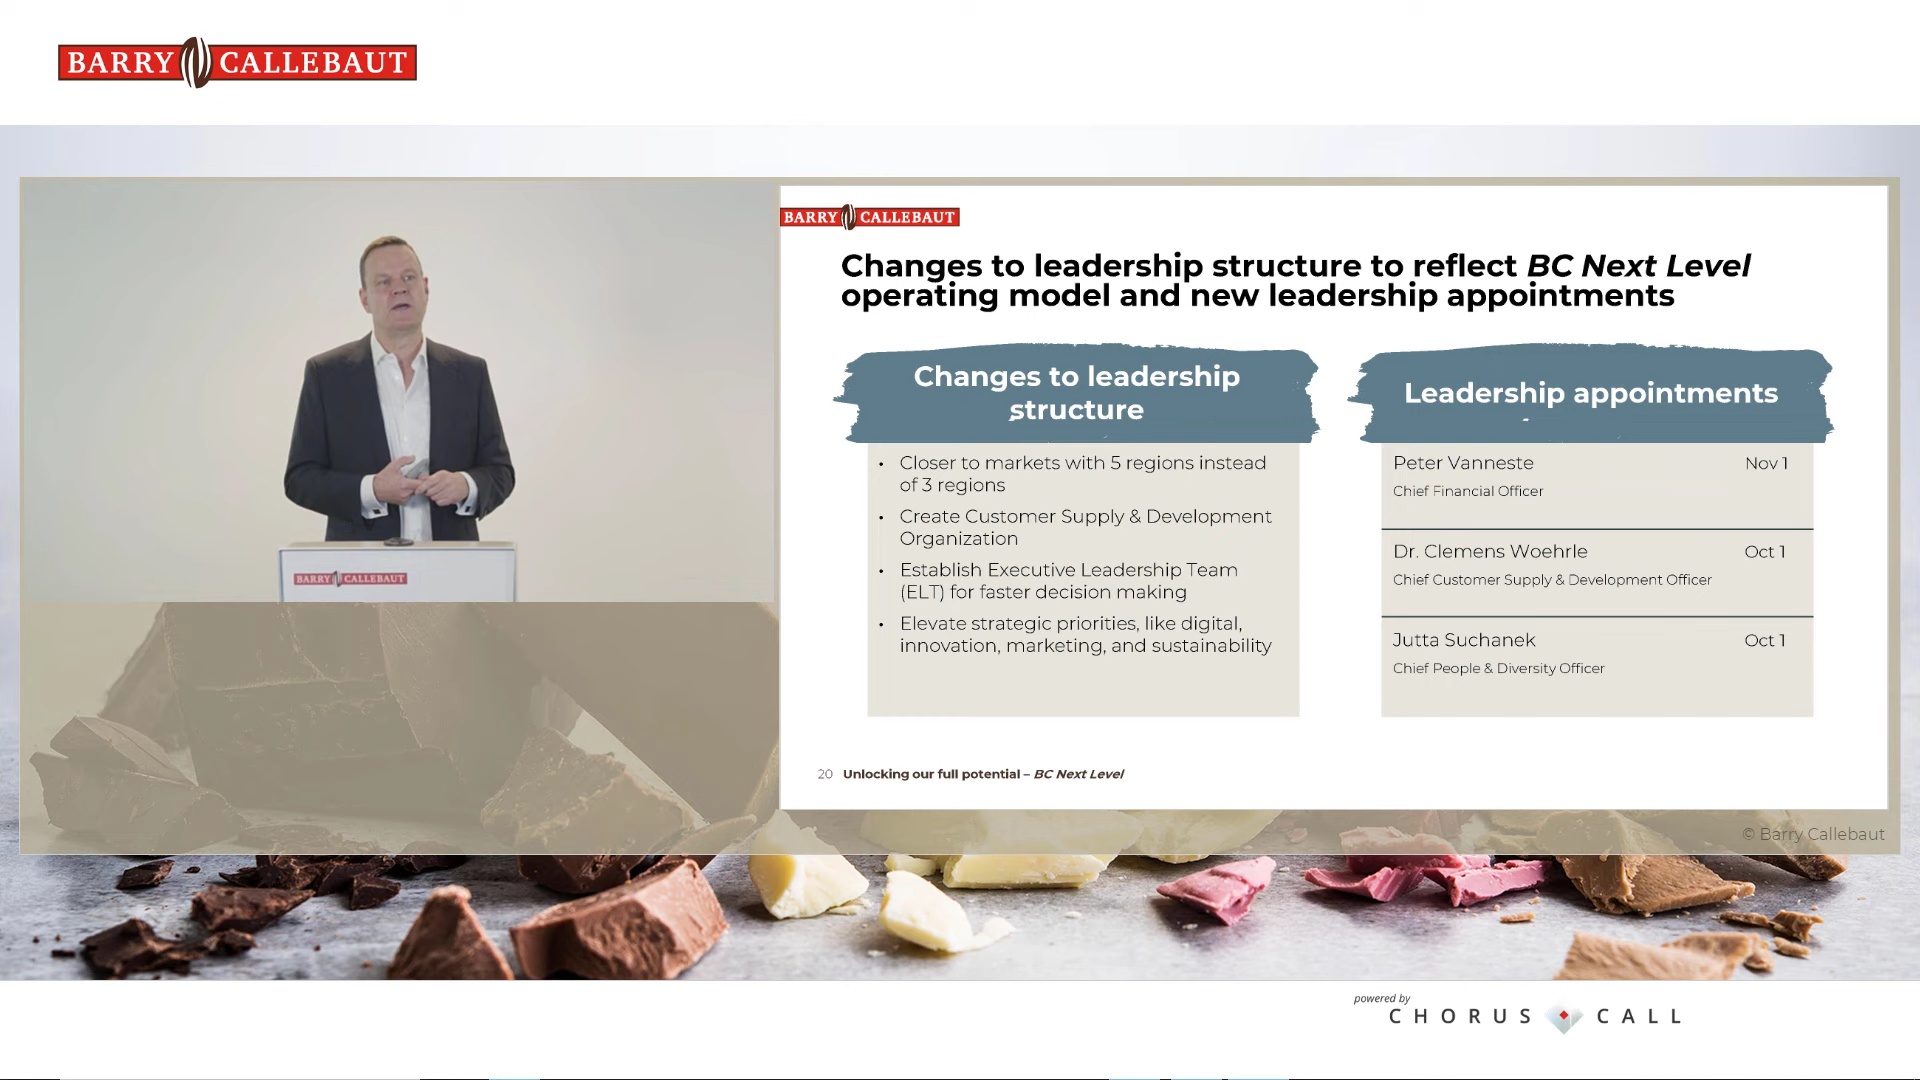 BARRY CALLEBAUT
BARRY CALLEBAUT
BARRY CALLEBAUT
Changes to leadership structure to reflect BC Next Level
operating model and new leadership appointments
Changes to leadership
structure
• Closer to markets with 5 regions instead
of 3 regions
• Create Customer Supply & Development
Organization
• Establish Executive Leadership Team
(ELT) for faster decision making
• Elevate strategic priorities, like digital,
innovation, marketing, and sustainability
Leadership appointments
Peter Vanneste Nov 1
Chief Financial Officer
Dr. Clemens Woehrle Oct 1
Chief Customer Supply & Development Officer
Jutta Suchanek Oct 1
Chief People & Diversity Officer
20 Unlocking our full potential – BC Next Level
© Barry Callebaut
powered by
CHORUS CALL